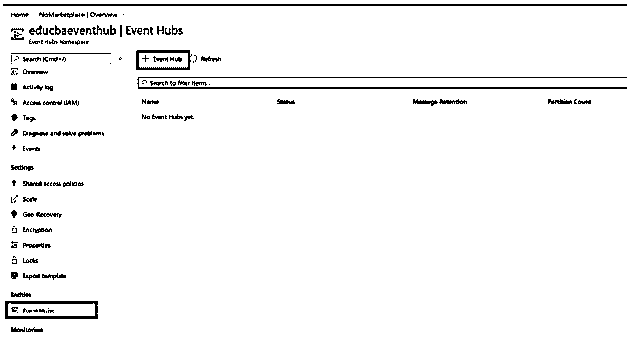 Home NoMarketplace | Overview
educbaeventhub | Event Hubs
Event Hubs Namespace
Search (Cmd+/)
+ Event Hub
Refresh
Overview
Activity log
Access control (IAM)
Tags
Diagnose and solve problems
Events
Search to filter items...
Name Status Message Retention Partition Count
No Event Hubs yet.
Settings
Shared access policies
Scale
Geo-Recovery
Encryption
Properties
Locks
Export template
Entities
Event Hubs
Monitoring